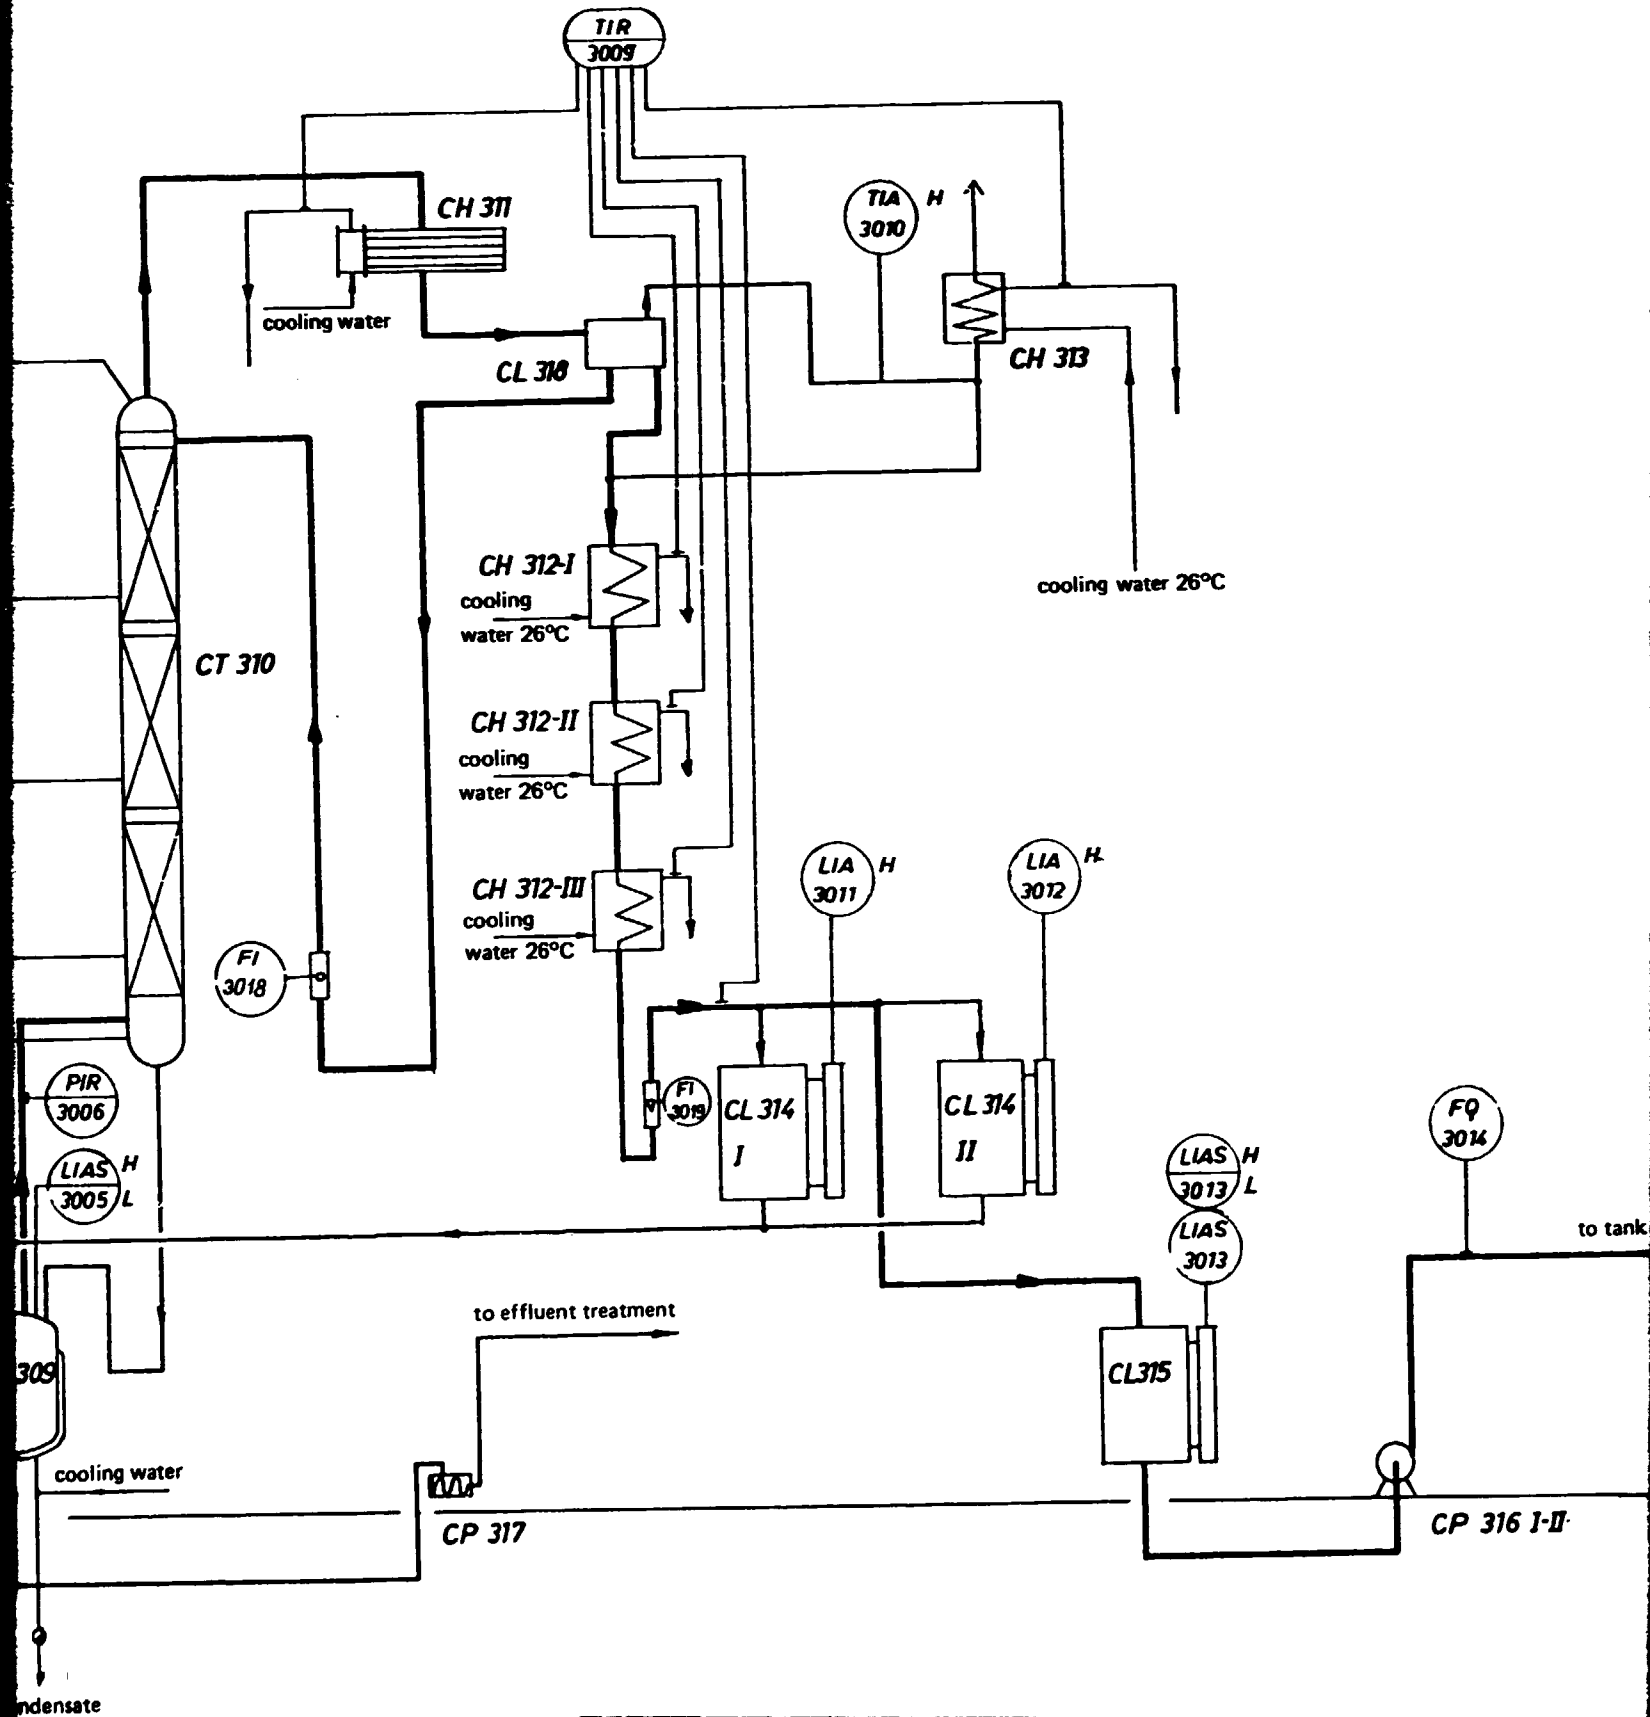 TIR
3009
CH 311
TIA H
3010
cooling water
CL 318
CH 313
CH 312-I
cooling
water 26°C
cooling water 26°C
CT 310
CH 312-II
cooling
water 26°C
CH 312-III
cooling
water 26°C
LIA H
3011
LIA H
3012
FI
3018
PIR
3006
FI
3019
CL 314
I
CL 314
II
FQ
3014
LIAS H
3005 L
LIAS H
3013 L
LIAS
3013
to tank
to effluent treatment
309
CL315
cooling water
CP 317
CP 316 I-II
ndensate